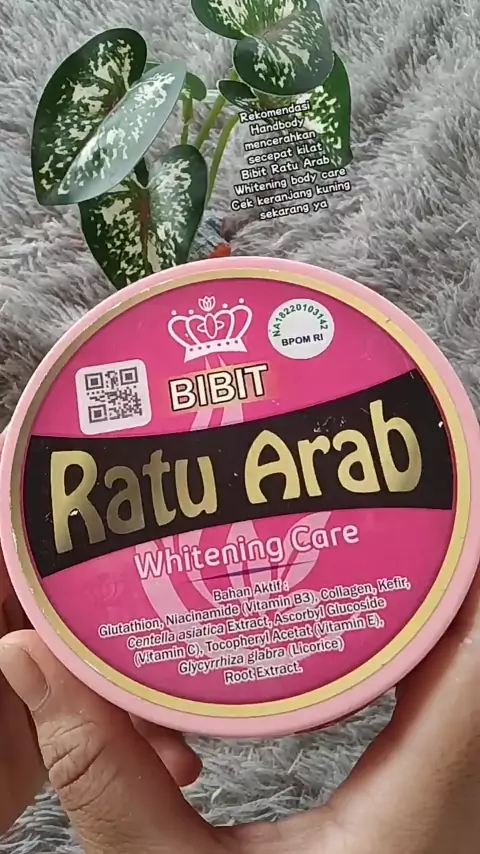 Rekomendasi
Handbody
mencerahkan
secepat kilat
Bibit Ratu Arab
Whitening body care
Cek keranjang kuning
sekarang ya
NA18220103142
BPOM RI
BIBIT
Ratu Arab
Whitening Care
Bahan Aktif :
Glutathion, Niacinamide (Vitamin B3), Collagen, Kefir,
Centella asiatica Extract, Ascorbyl Glucoside
(Vitamin C), Tocopheryl Acetat (Vitamin E),
Glycyrrhiza glabra (Licorice)
Root Extract.